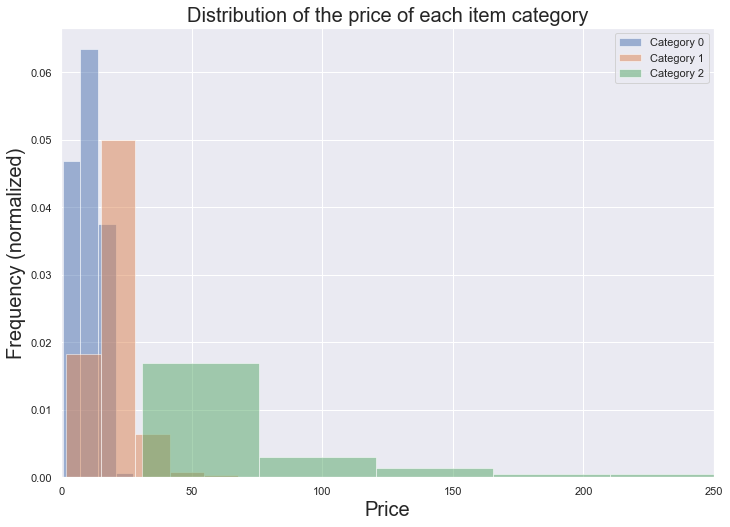 Distribution of the price of each item category
Category 0
Category 1
Category 2
Frequency (normalized)
0.06
0.05
0.04
0.03
0.02
0.01
0.00
0
50
100
150
200
250
Price